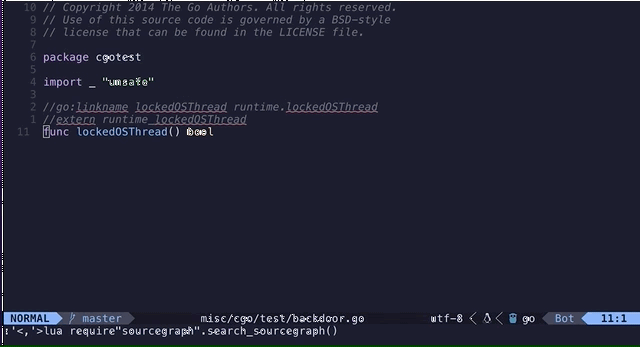 10 // Copyright 2014 The Go Authors. All rights reserved.
9 // Use of this source code is governed by a BSD-style
8 // license that can be found in the LICENSE file.
7
6 package cgotest
5
4 import _ "unsafe"
3
2 //go:linkname lockedOSThread runtime.lockedOSThread
1 //extern runtime_lockedOSThread
11 func lockedOSThread() bool
NORMAL master misc/cgo/test/backdoor.go utf-8 go Bot 11:1
:'<,'>lua require"sourcegraph".search_sourcegraph()